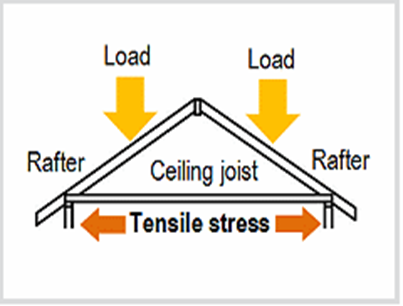 Load
Load
Rafter
Rafter
Ceiling joist
Tensile stress